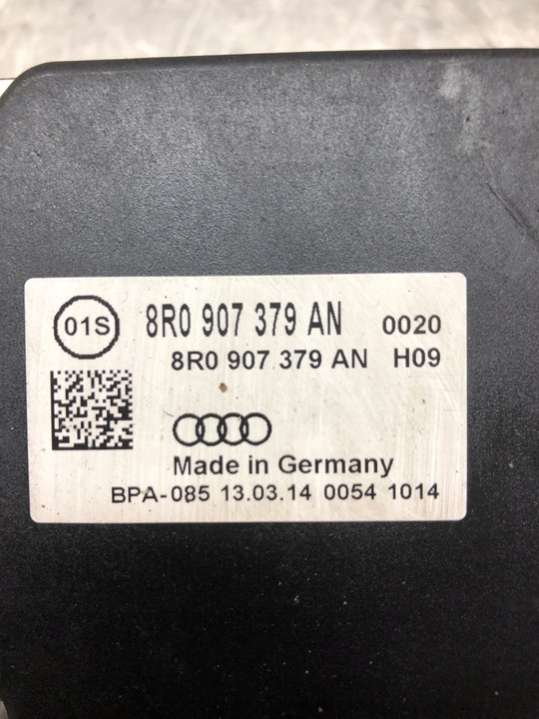 01S 8R0 907 379 AN 0020
8R0 907 379 AN H09
Made in Germany
BPA-085 13.03.14 0054 1014